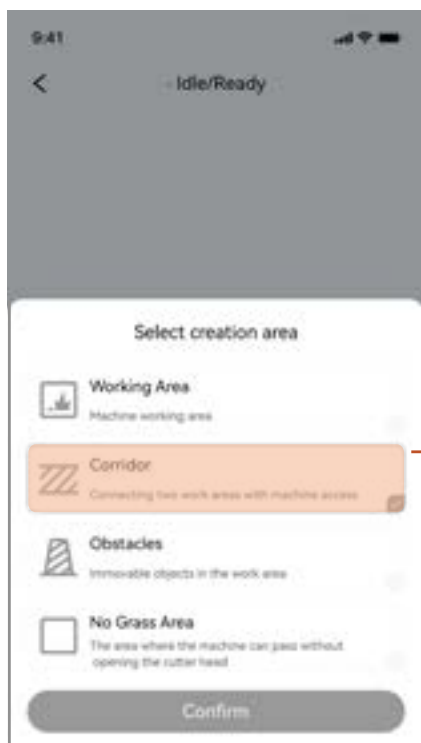 9:41
Idle/Ready
Select creation area
Working Area
Machine working area
Corridor
Connecting two work areas with machine access
Obstacles
Immovable objects in the work area
No Grass Area
The area where the machine can pass without
opening the cutter head
Confirm